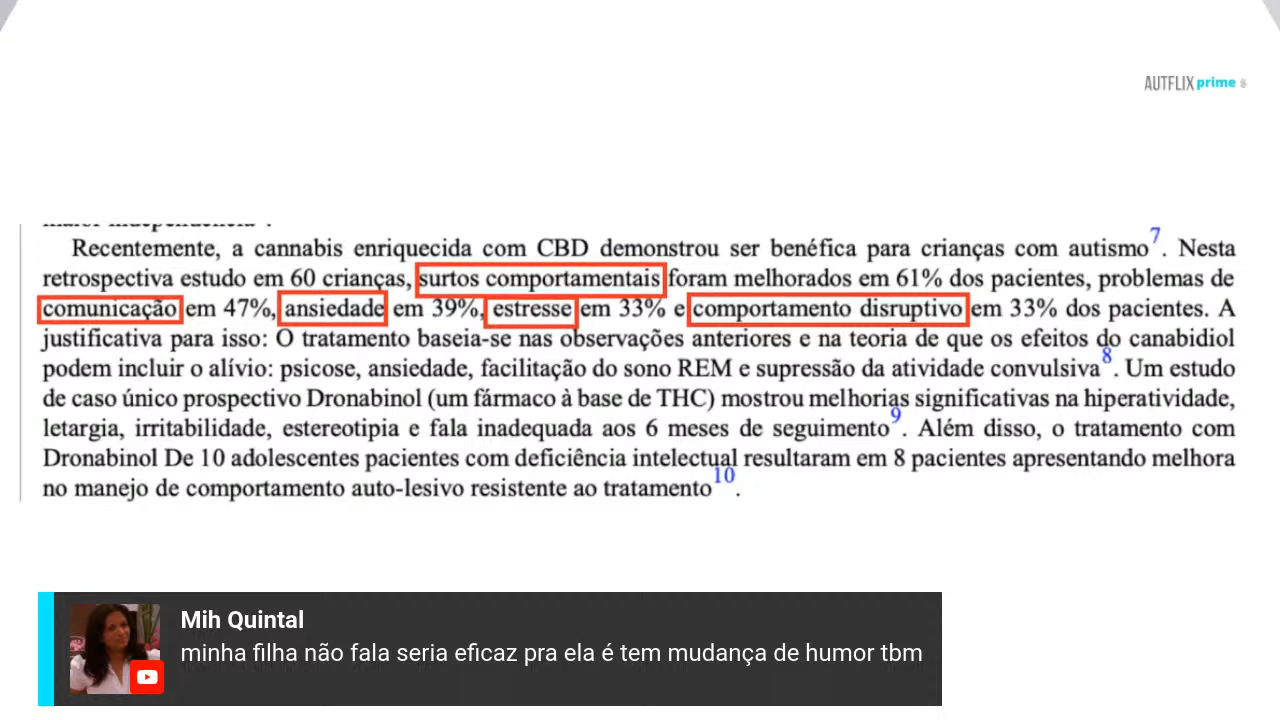 AUTFLIX prime
Recentemente, a cannabis enriquecida com CBD demonstrou ser benéfica para crianças com autismo7. Nesta
retrospectiva estudo em 60 crianças, surtos comportamentais foram melhorados em 61% dos pacientes, problemas de
comunicação em 47%, ansiedade em 39%, estresse em 33% e comportamento disruptivo em 33% dos pacientes. A
justificativa para isso: O tratamento baseia-se nas observações anteriores e na teoria de que os efeitos do canabidiol
podem incluir o alívio: psicose, ansiedade, facilitação do sono REM e supressão da atividade convulsiva8. Um estudo
de caso único prospectivo Dronabinol (um fármaco à base de THC) mostrou melhorias significativas na hiperatividade,
letargia, irritabilidade, estereotipia e fala inadequada aos 6 meses de seguimento9. Além disso, o tratamento com
Dronabinol De 10 adolescentes pacientes com deficiência intelectual resultaram em 8 pacientes apresentando melhora
no manejo de comportamento auto-lesivo resistente ao tratamento10.
Mih Quintal
minha filha não fala seria eficaz pra ela é tem mudança de humor tbm